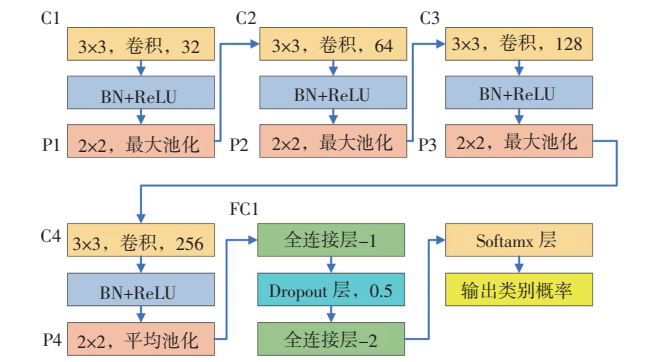 C1
3×3，卷积，32
BN+ReLU
P1
2×2，最大池化
C2
3×3，卷积，64
BN+ReLU
P2
2×2，最大池化
C3
3×3，卷积，128
BN+ReLU
P3
2×2，最大池化
C4
3×3，卷积，256
BN+ReLU
P4
2×2，平均池化
FC1
全连接层-1
Dropout 层，0.5
全连接层-2
Softamx 层
输出类别概率